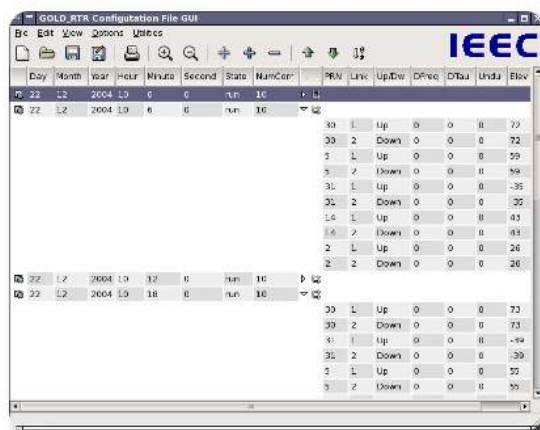 GOLD_RTR Configutation File GUI
File Edit View Options Utilities
IEEC
Day Month Year Hour Minute Second State NumCorr PRN Link Up/Dw DFreq DTau Undu Elev
22 12 2004 10 0 0 run 10
22 12 2004 10 6 0 run 10
30 1 Up 0 0 0 72
30 2 Down 0 0 0 72
5 1 Up 0 0 0 59
5 2 Down 0 0 0 59
31 1 Up 0 0 0 -35
31 2 Down 0 0 0 35
14 1 Up 0 0 0 43
14 2 Down 0 0 0 43
2 1 Up 0 0 0 26
2 2 Down 0 0 0 26
22 12 2004 10 12 0 run 10
22 12 2004 10 18 0 run 10
30 1 Up 0 0 0 73
30 2 Down 0 0 0 73
31 1 Up 0 0 0 -39
31 2 Down 0 0 0 -39
5 1 Up 0 0 0 55
5 2 Down 0 0 0 55